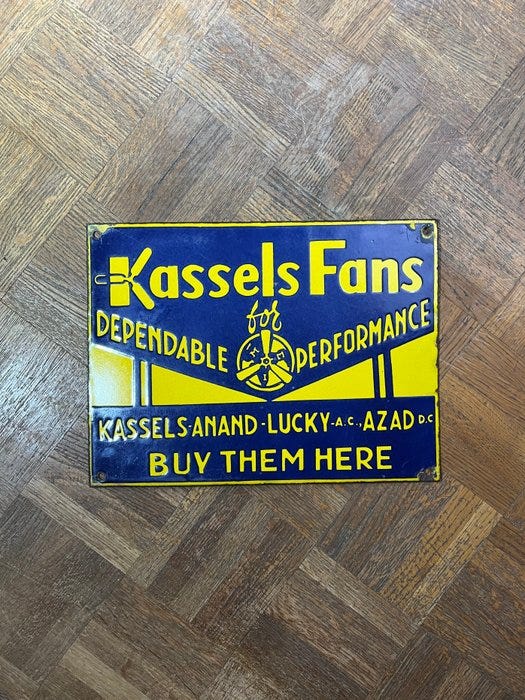 Kassels Fans
for
DEPENDABLE PERFORMANCE
KASSELS-ANAND-LUCKY-A.C., AZAD D.C
BUY THEM HERE